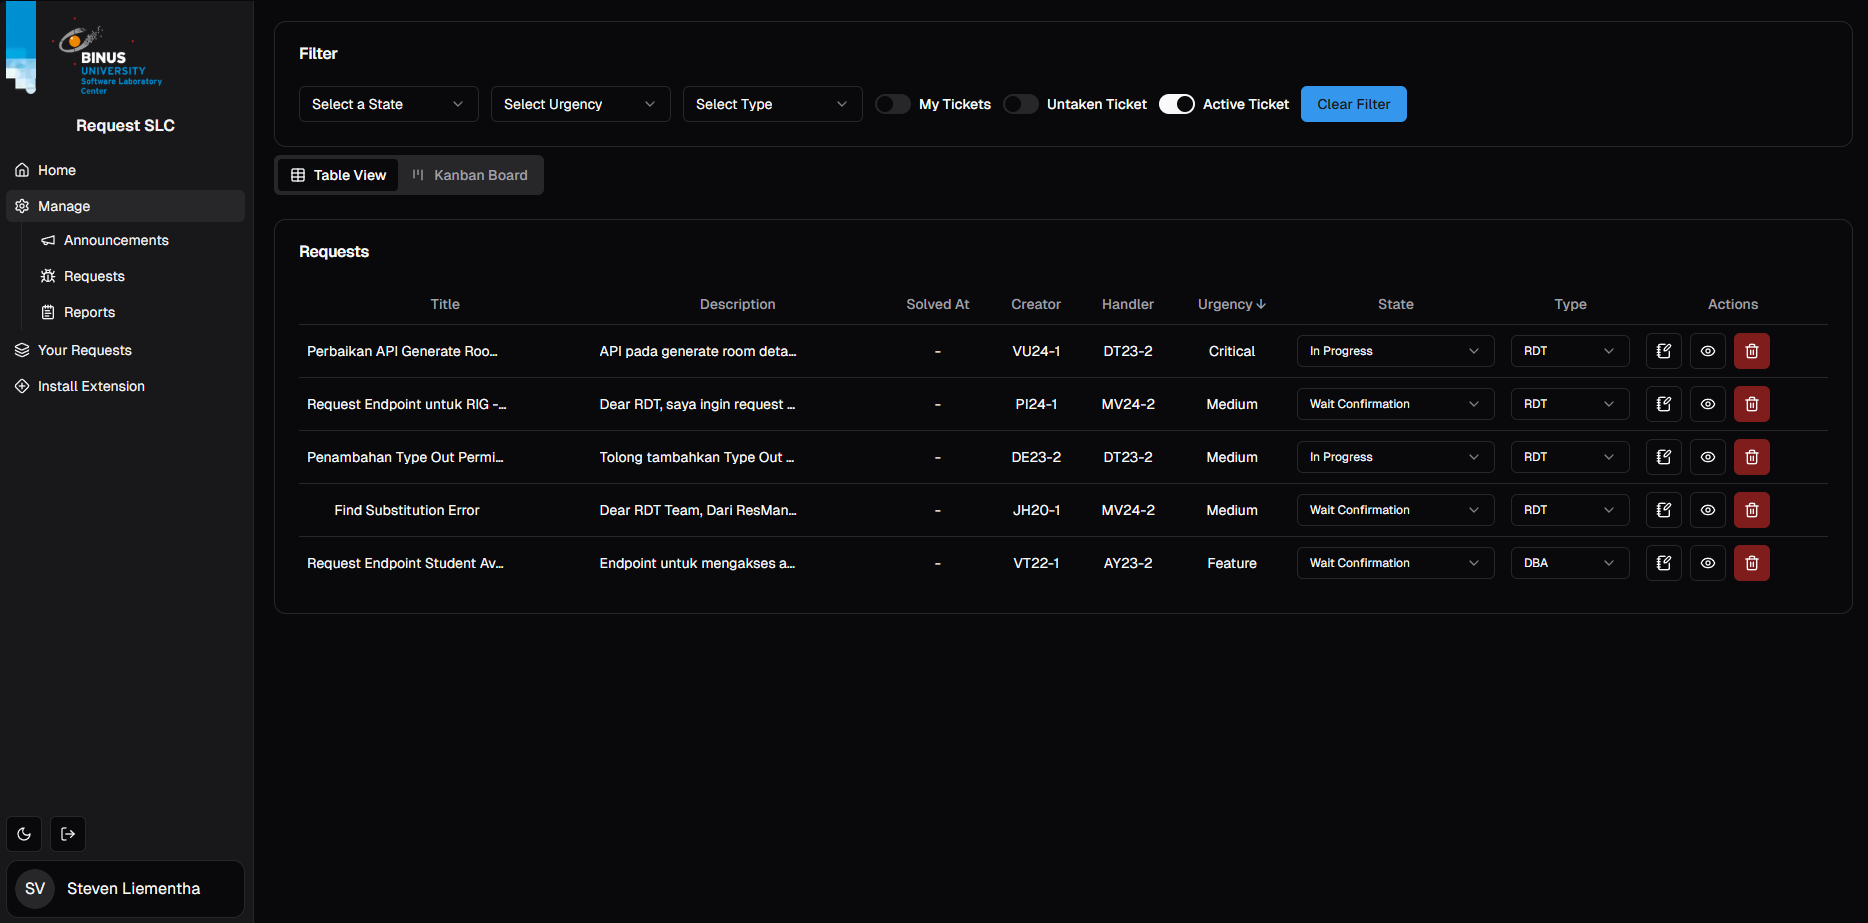 BINUS
UNIVERSITY
Software Laboratory
Center
Request SLC
Home
Manage
Announcements
Requests
Reports
Your Requests
Install Extension
SV Steven Liementha
Filter
Select a State Select Urgency Select Type My Tickets Untaken Ticket Active Ticket Clear Filter
Table View Kanban Board
Requests
Title Description Solved At Creator Handler Urgency State Type Actions
Perbaikan API Generate Roo... API pada generate room deta... - VU24-1 DT23-2 Critical In Progress RDT
Request Endpoint untuk RIG -... Dear RDT, saya ingin request ... - PI24-1 MV24-2 Medium Wait Confirmation RDT
Penambahan Type Out Permi... Tolong tambahkan Type Out ... - DE23-2 DT23-2 Medium In Progress RDT
Find Substitution Error Dear RDT Team, Dari ResMan... - JH20-1 MV24-2 Medium Wait Confirmation RDT
Request Endpoint Student Av... Endpoint untuk mengakses a... - VT22-1 AY23-2 Feature Wait Confirmation DBA